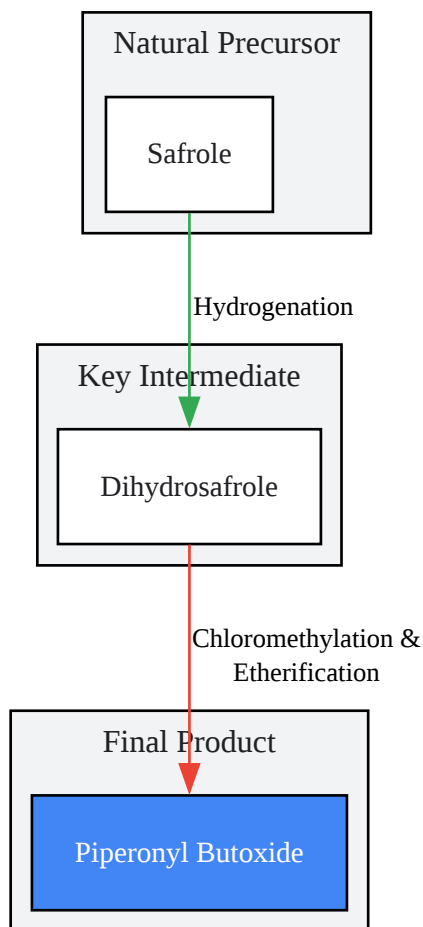 Natural Precursor
Safrole
Hydrogenation
Key Intermediate
Dihydrosafrole
Chloromethylation &
Etherification
Final Product
Piperonyl Butoxide